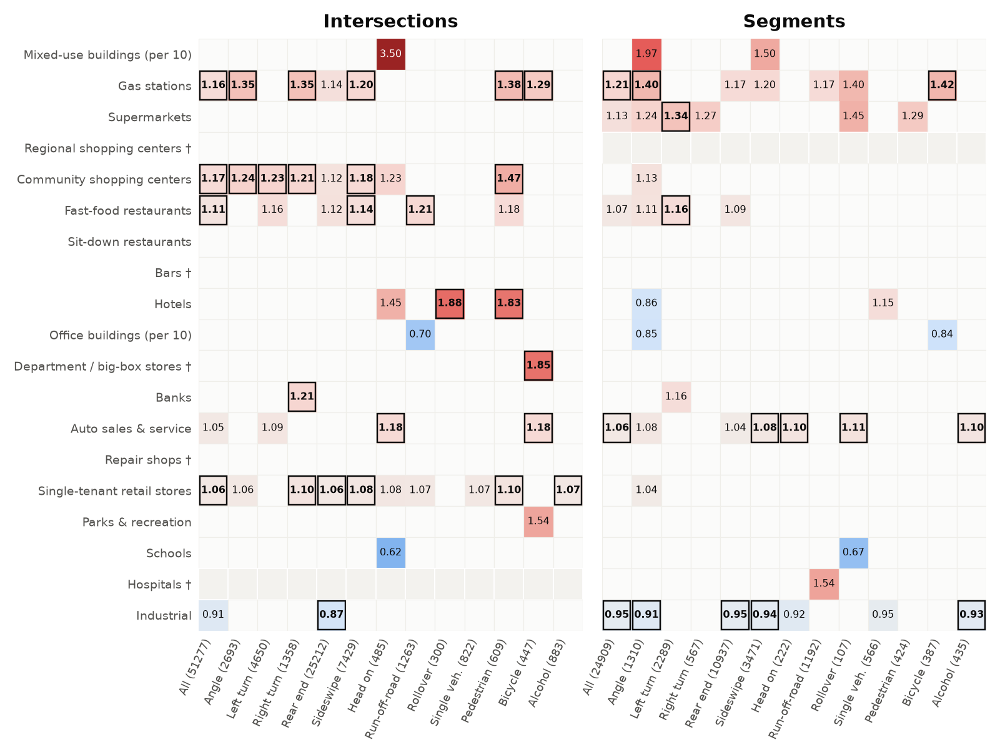 Intersections Segments
Mixed-use buildings (per 10) 3.50 1.97 1.50
Gas stations 1.16 1.35 1.35 1.14 1.20 1.38 1.29 1.21 1.40 1.17 1.20 1.17 1.40 1.42
Supermarkets 1.13 1.24 1.34 1.27 1.45 1.29
Regional shopping centers †
Community shopping centers 1.17 1.24 1.23 1.21 1.12 1.18 1.23 1.47 1.13
Fast-food restaurants 1.11 1.16 1.12 1.14 1.21 1.18 1.07 1.11 1.16 1.09
Sit-down restaurants
Bars †
Hotels 1.45 1.88 1.83 0.86 1.15
Office buildings (per 10) 0.70 0.85 0.84
Department / big-box stores † 1.85
Banks 1.21 1.16
Auto sales & service 1.05 1.09 1.18 1.18 1.06 1.08 1.04 1.08 1.10 1.11 1.10
Repair shops †
Single-tenant retail stores 1.06 1.06 1.10 1.06 1.08 1.08 1.07 1.07 1.10 1.07 1.04
Parks & recreation 1.54
Schools 0.62 0.67
Hospitals † 1.54
Industrial 0.91 0.87 0.95 0.91 0.95 0.94 0.92 0.95 0.93
All (51277)
Angle (2693)
Left turn (4650)
Right turn (1358)
Rear end (25212)
Sideswipe (7429)
Head on (485)
Run-off-road (1263)
Rollover (300)
Single veh. (822)
Pedestrian (609)
Bicycle (447)
Alcohol (883)
All (24909)
Angle (1310)
Left turn (2289)
Right turn (567)
Rear end (10937)
Sideswipe (3471)
Head on (222)
Run-off-road (1192)
Rollover (107)
Single veh. (566)
Pedestrian (424)
Bicycle (387)
Alcohol (435)